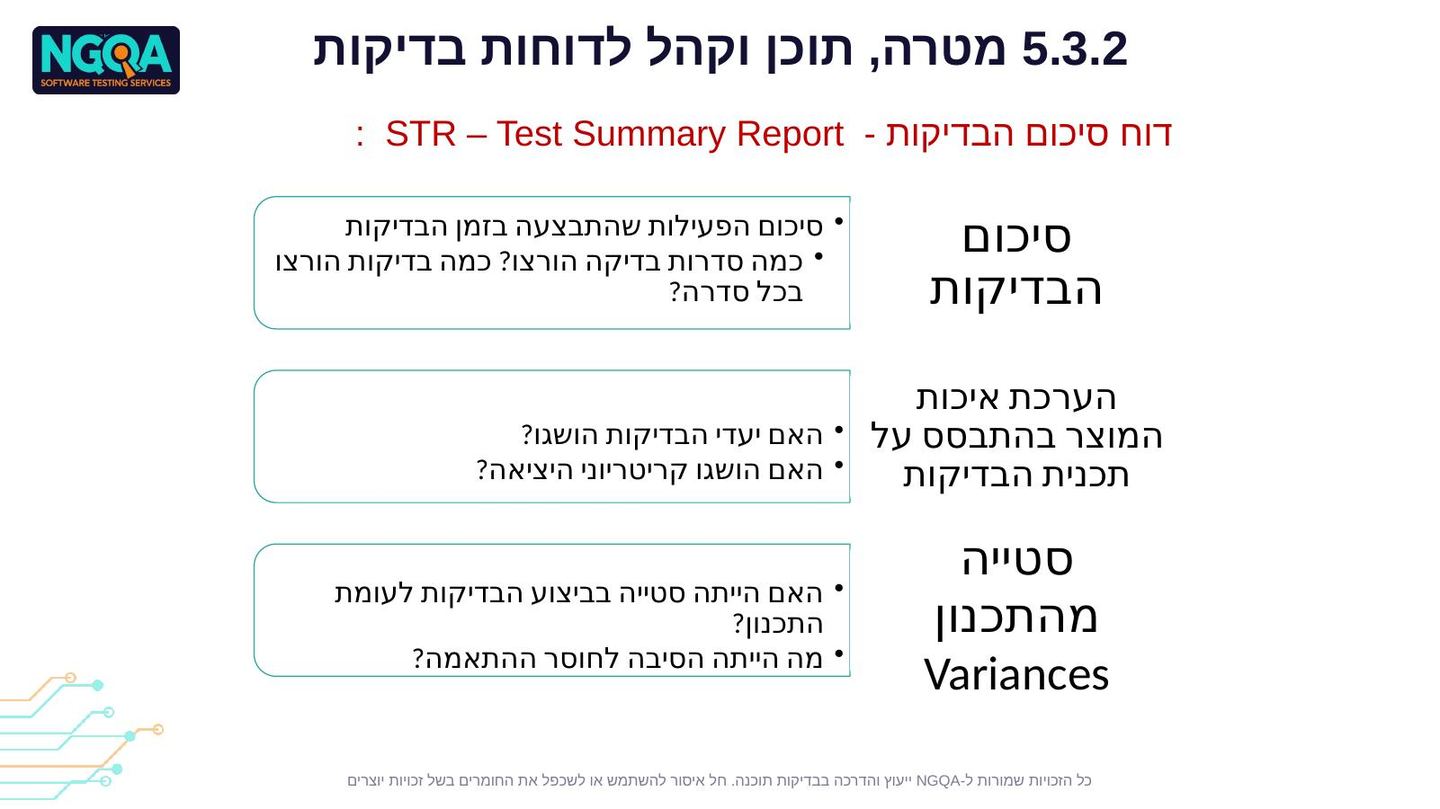 NGQA
SOFTWARE TESTING SERVICES
5.3.2 מטרה, תוכן וקהל לדוחות בדיקות
דוח סיכום הבדיקות - STR – Test Summary Report :
סיכום
הבדיקות
• סיכום הפעילות שהתבצעה בזמן הבדיקות
• כמה סדרות בדיקה הורצו? כמה בדיקות הורצו
בכל סדרה?
הערכת איכות
המוצר בהתבסס על
תכנית הבדיקות
• האם יעדי הבדיקות הושגו?
• האם הושגו קריטריוני היציאה?
סטייה
מהתכנון
Variances
• האם הייתה סטייה בביצוע הבדיקות לעומת
התכנון?
• מה הייתה הסיבה לחוסר ההתאמה?
כל הזכויות שמורות ל-NGQA ייעוץ והדרכה בבדיקות תוכנה. חל איסור להשתמש או לשכפל את החומרים בשל זכויות יוצרים